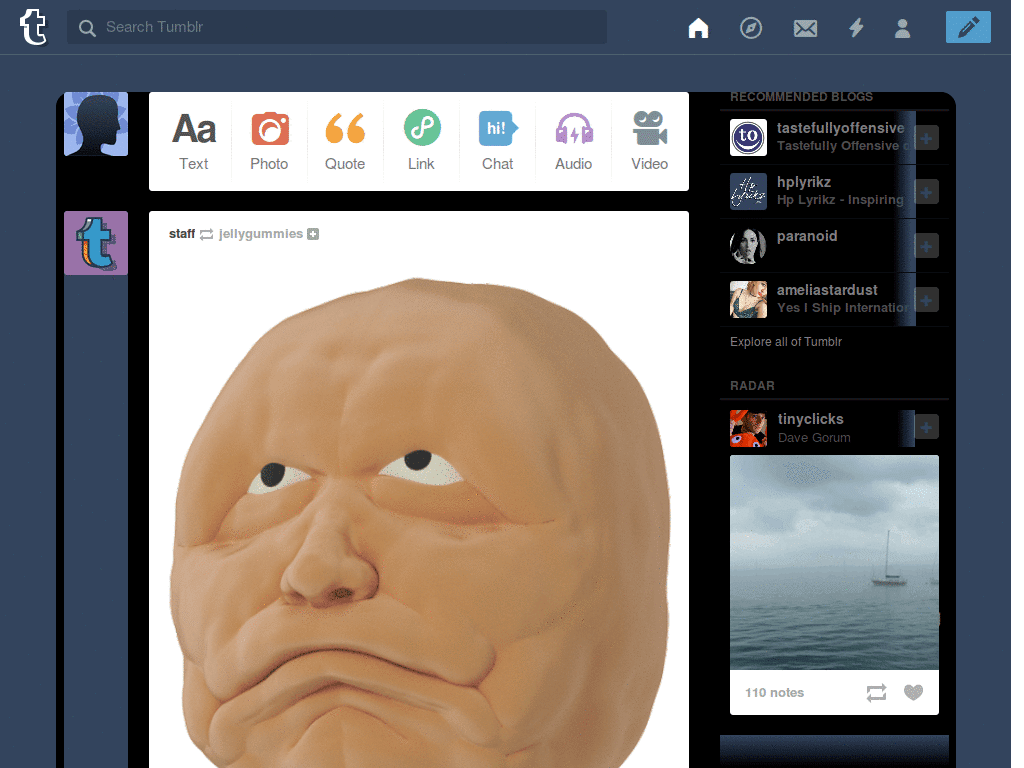 Search Tumblr
Aa
hi!
Text
Photo
Quote
Link
Chat
Audio
Video
staff jellygummies
RECOMMENDED BLOGS
to
tastefullyoffensive
Tastefully Offensive
hplyrikz
Hp Lyrikz - Inspiring
paranoid
ameliastardust
Yes I Ship
Explore all of Tumblr
RADAR
tinyclicks
Dave Gorum
110 notes